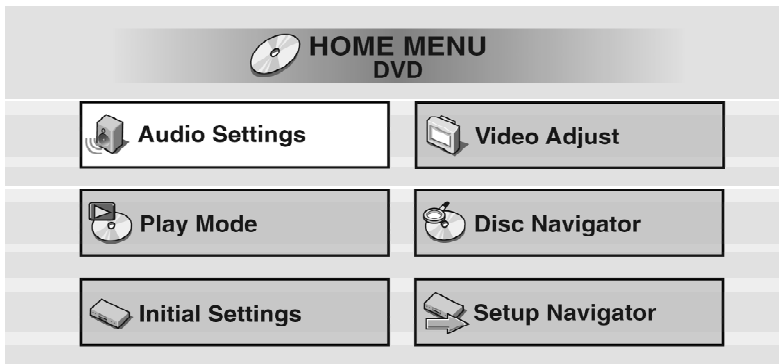 HOME MENU
DVD
Audio Settings
Video Adjust
Play Mode
Disc Navigator
Initial Settings
Setup Navigator